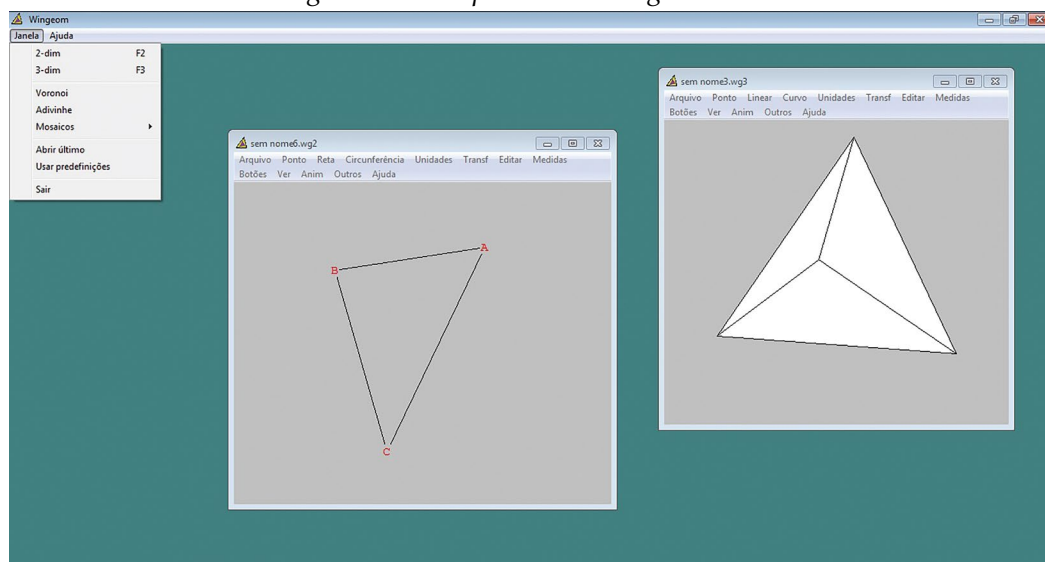 Wingeom
Janela Ajuda
2-dim F2
3-dim F3
Voronoi
Adivinhe
Mosaicos
Abrir último
Usar predefinições
Sair
sem nome6.wg2
Arquivo Ponto Reta Circunferência Unidades Transf Editar Medidas
Botões Ver Anim Outros Ajuda
A
B
C
sem nome3.wg3
Arquivo Ponto Linear Curvo Unidades Transf Editar Medidas
Botões Ver Anim Outros Ajuda